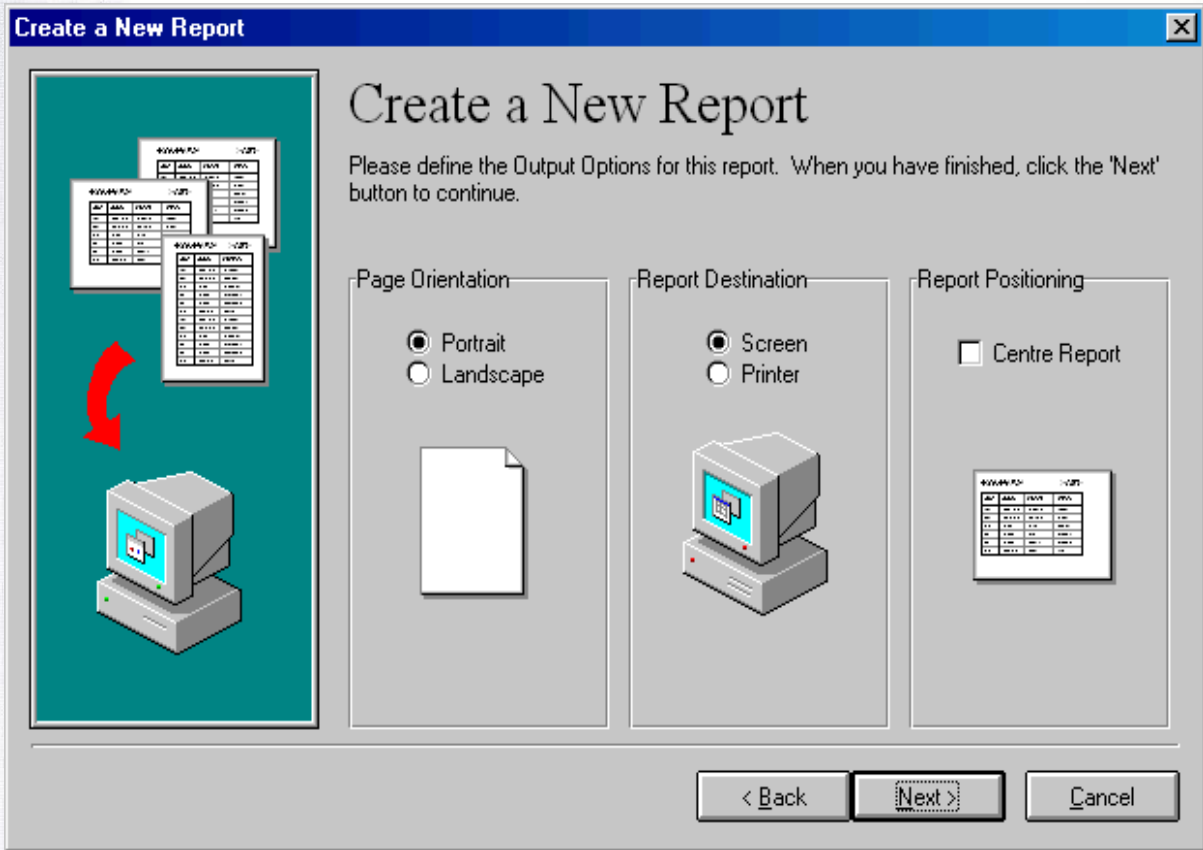 Create a New Report
Create a New Report
Please define the Output Options for this report.  When you have finished, click the 'Next'
button to continue.
Page Orientation
Portrait
Landscape
Report Destination
Screen
Printer
Report Positioning
Centre Report
< Back
Next >
Cancel